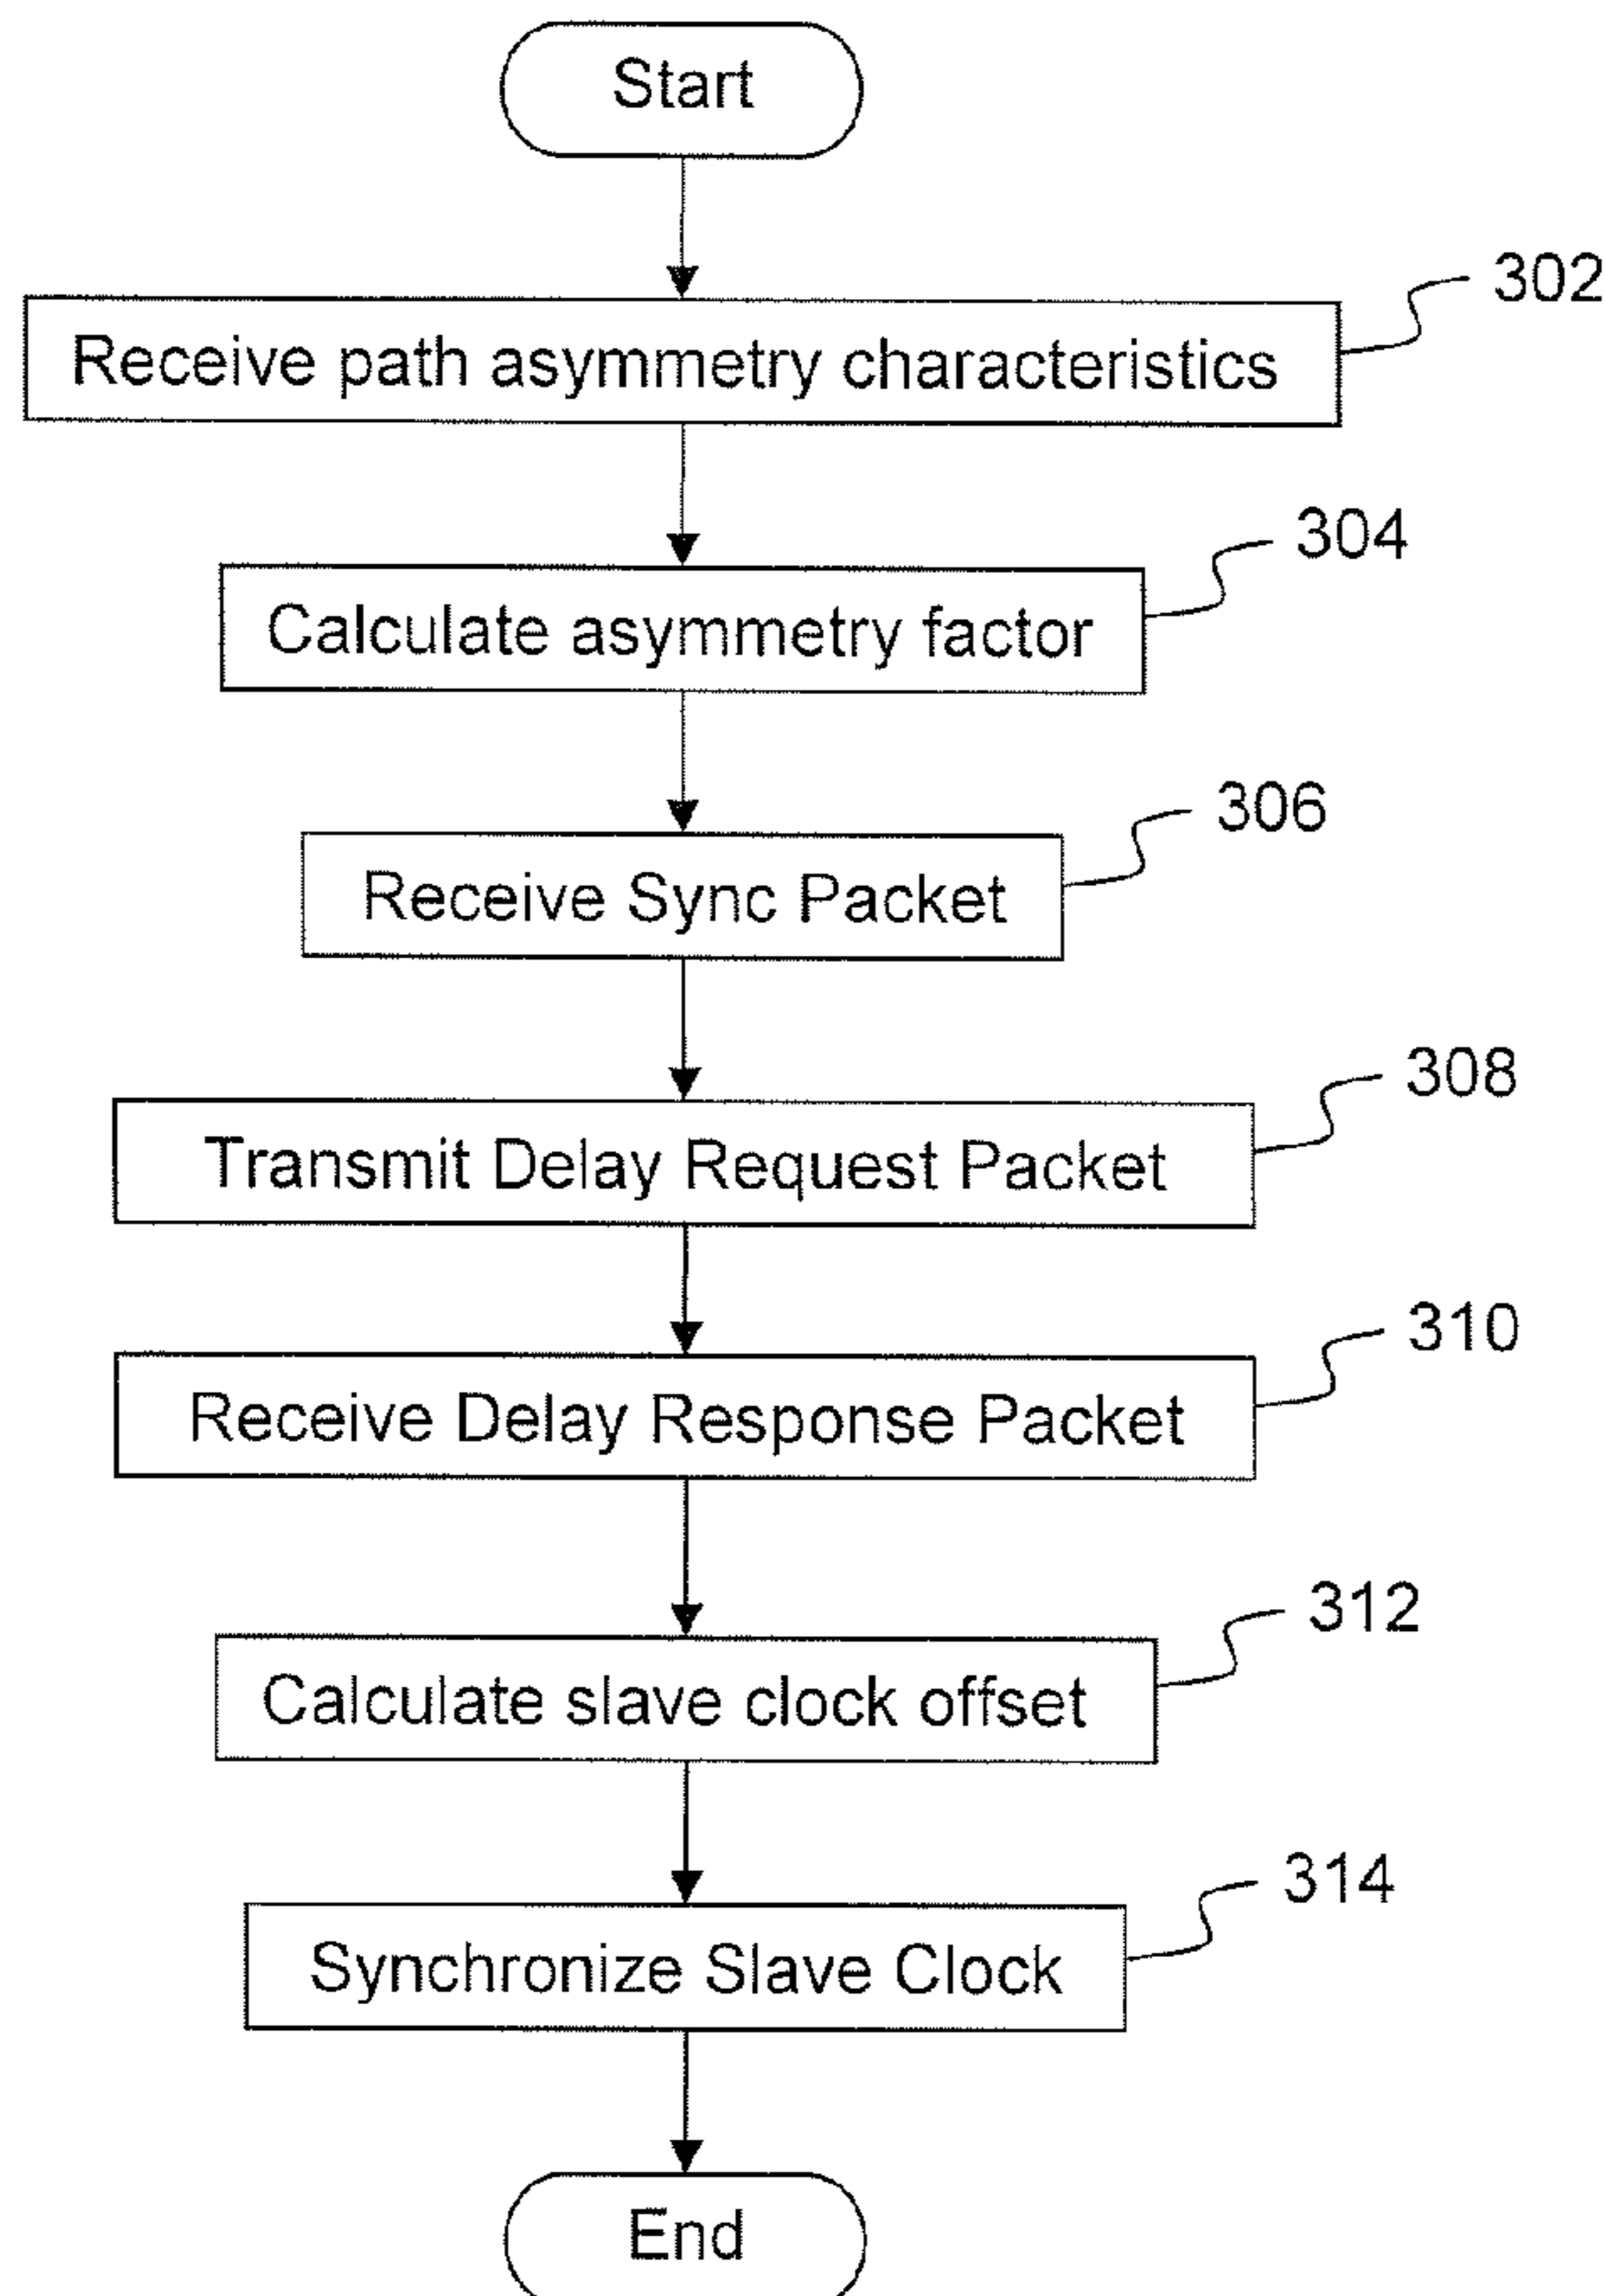 Start
302
Receive path asymmetry characteristics
304
Calculate asymmetry factor
306
Receive Sync Packet
308
Transmit Delay Request Packet
310
Receive Delay Response Packet
312
Calculate slave clock offset
314
Synchronize Slave Clock
End